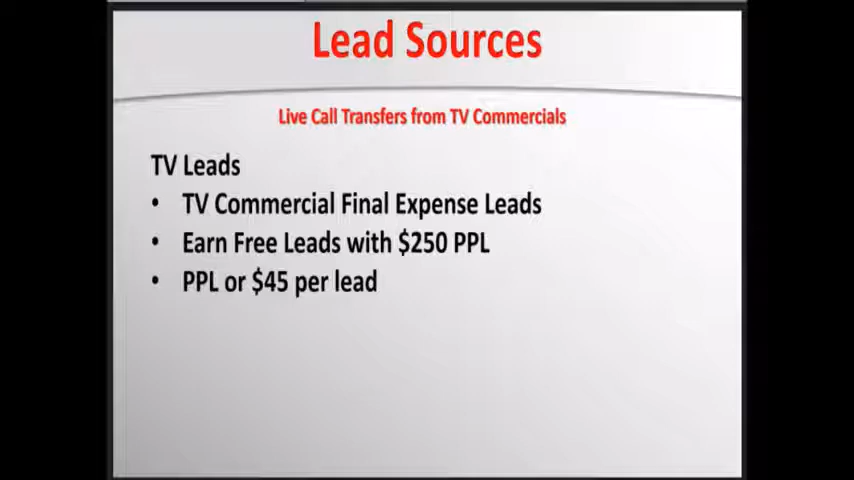 Lead Sources
Live Call Transfers from TV Commercials
TV Leads
• TV Commercial Final Expense Leads
• Earn Free Leads with $250 PPL
• PPL or $45 per lead